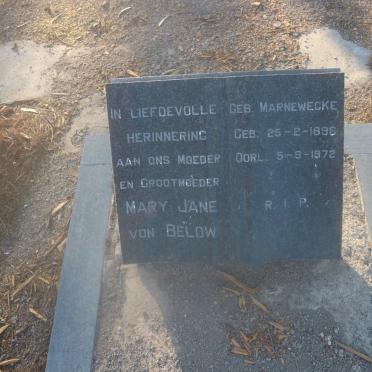 IN LIEFDEVOLLE
HERINNERING
AAN ONS MOEDER
EN GROOTMOEDER
MARY JANE
VON BELOW
GEB. MARNEWECKE
GEB. 25-2-1896
OORL. 5-9-1972
R. I. P.